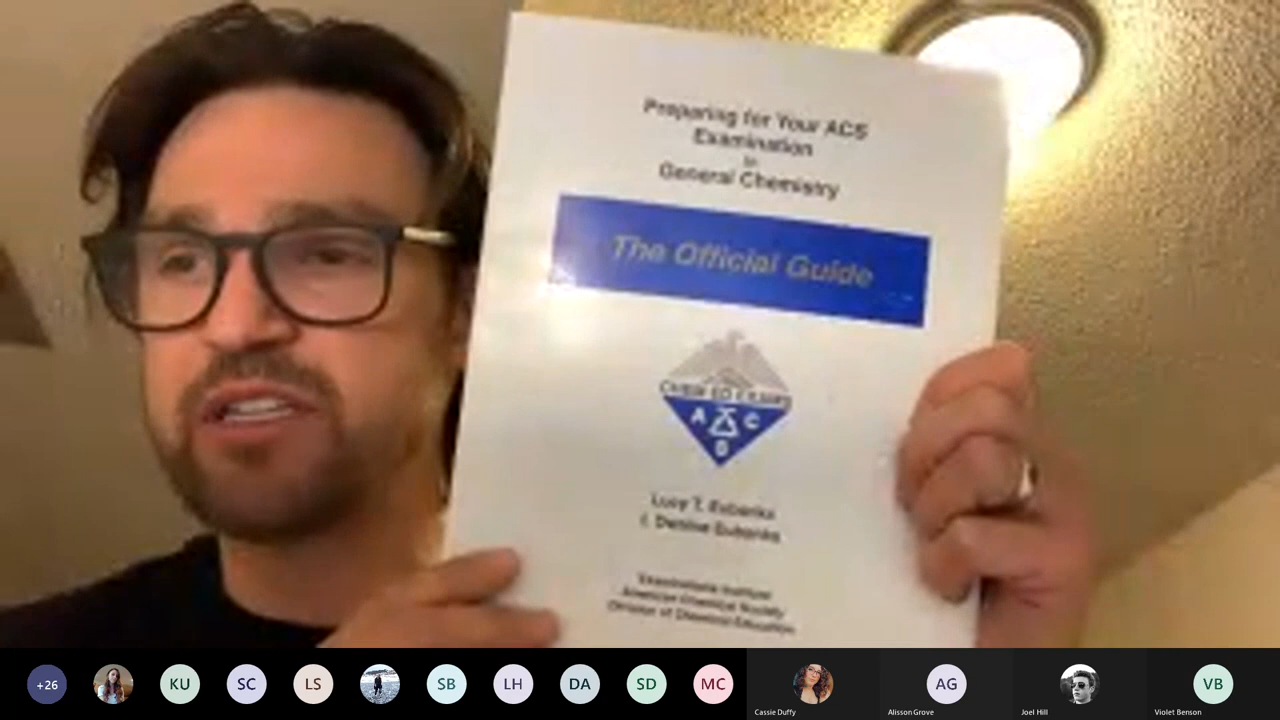 Preparing for Your ACS
Examination
in
General Chemistry
The Official Guide
A C
S
Lucy T. Eubanks
I. Dwaine Eubanks
Examinations Institute
American Chemical Society
Division of Chemical Education
+26
KU
SC
LS
SB
LH
DA
SD
MC
Cassie Duffy
AG
Alisson Grove
Joel Hill
VB
Violet Benson